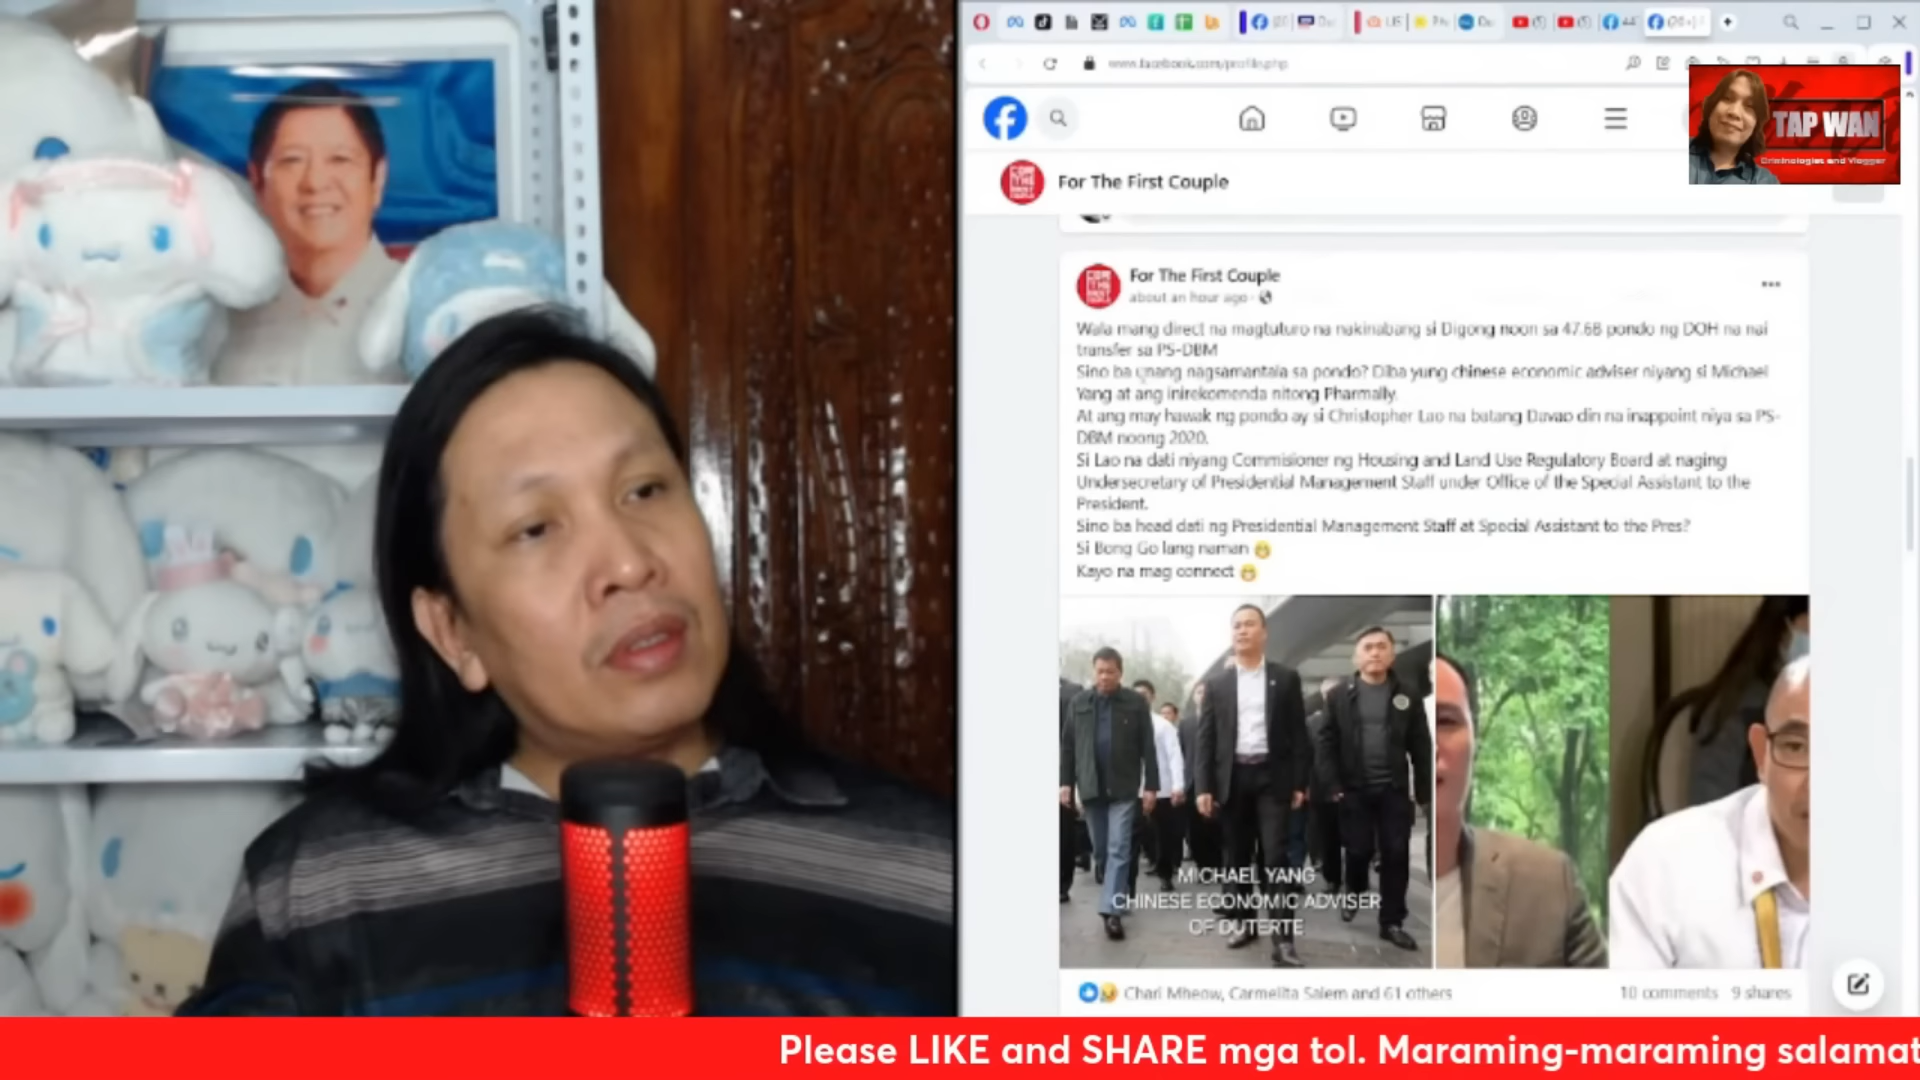 www.facebook.com/profile.php
TAP WAN
Criminologist and Vlogger
For The First Couple
For The First Couple
about an hour ago
Wala mang direct na magtuturo na nakinabang si Digong noon sa 47.6B pondo ng DOH na nai
transfer sa PS-DBM
Sino ba unang nagsamantala sa pondo? Diba yung chinese economic adviser niyang si Michael
Yang at ang inirekomenda nitong Pharmally.
At ang may hawak ng pondo ay si Christopher Lao na batang Davao din na inappoint niya sa PS-
DBM noong 2020.
Si Lao na dati niyang Commisioner ng Housing and Land Use Regulatory Board at naging
Undersecretary of Presidential Management Staff under Office of the Special Assistant to the
President.
Sino ba head dati ng Presidential Management Staff at Special Assistant to the Pres?
Si Bong Go lang naman 😁
Kayo na mag connect 😁
MICHAEL YANG
CHINESE ECONOMIC ADVISER
OF DUTERTE
Chari Mheow, Carmelita Salem and 61 others
10 comments 9 shares
Please LIKE and SHARE mga tol. Maraming-maraming salamat